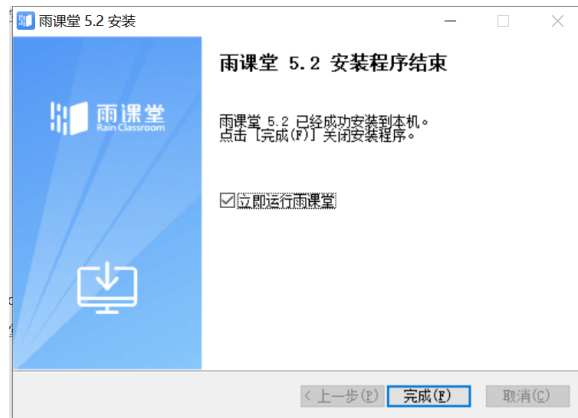 雨课堂 5.2 安装
雨课堂
Rain Classroom
雨课堂 5.2 安装程序结束
雨课堂 5.2 已经成功安装到本机。
点击 [完成(F)] 关闭安装程序。
立即运行雨课堂
< 上一步(P)
完成(F)
取消(C)